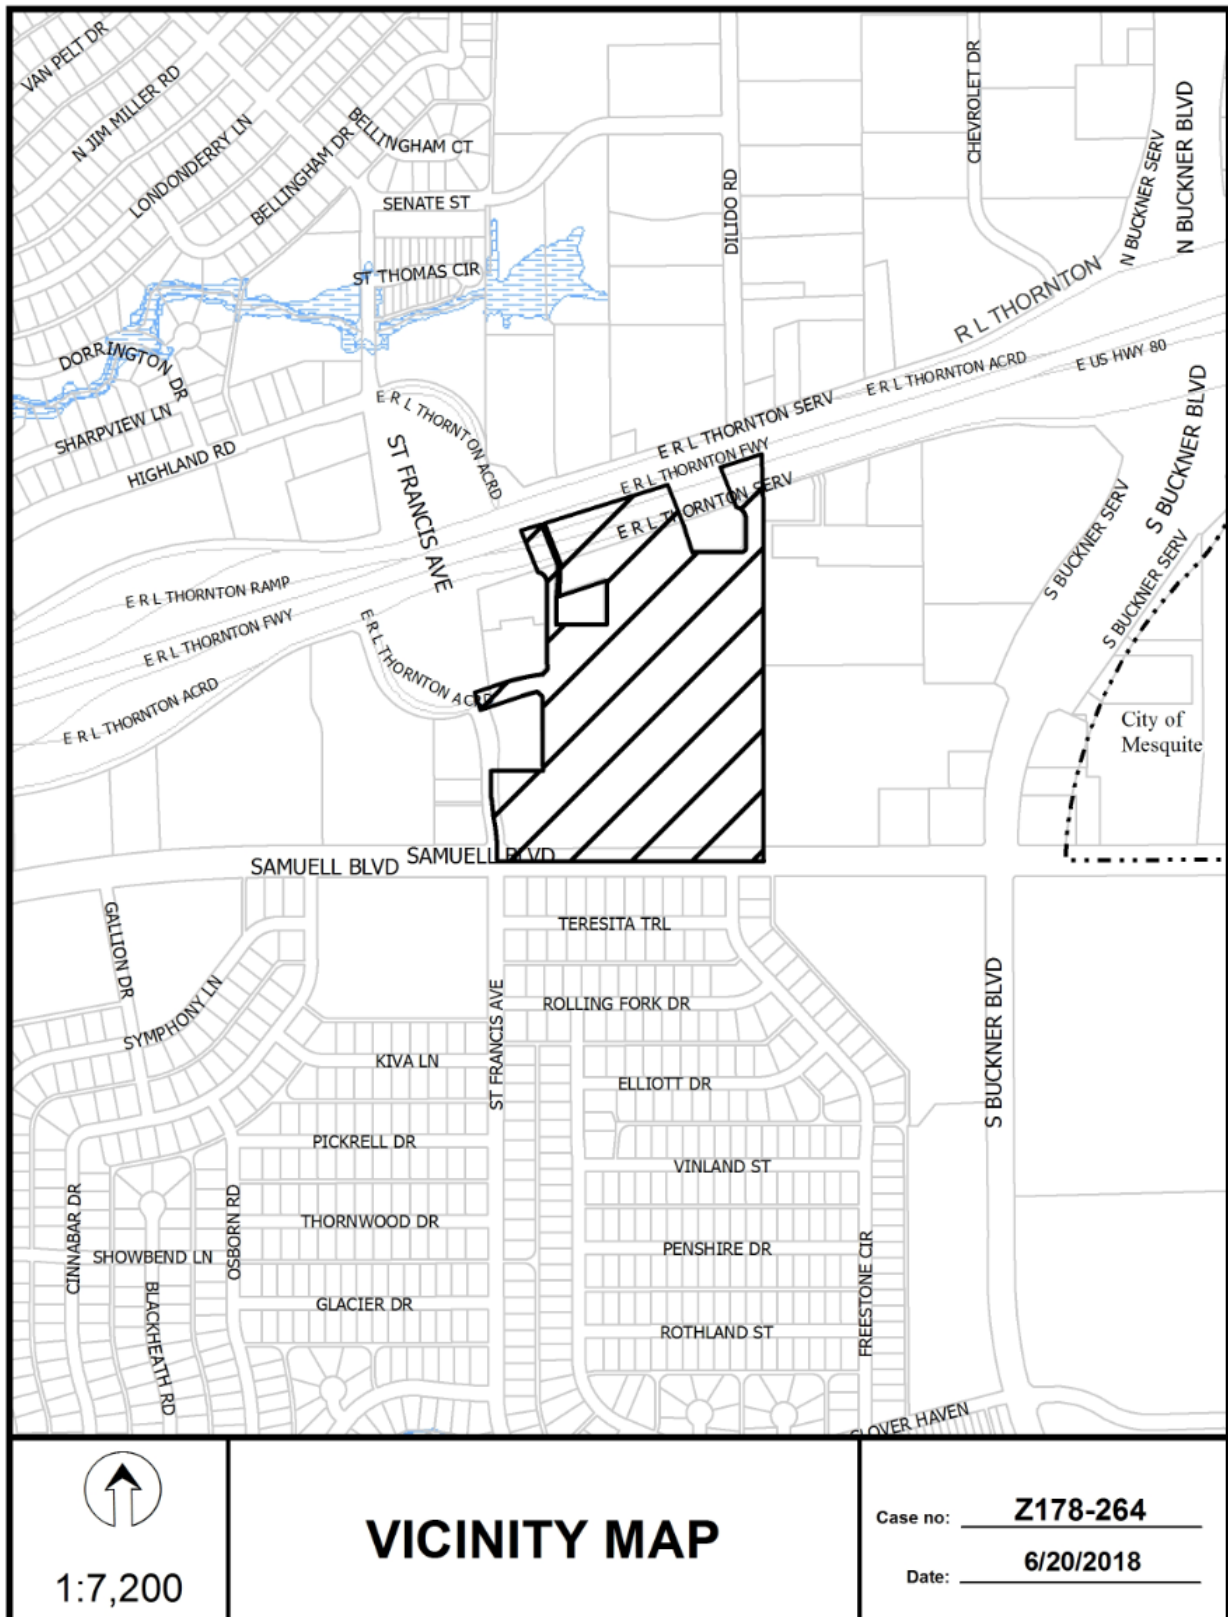 VAN PELT DR
N JIM MILLER RD
LONDONDERRY LN
BELLINGHAM DR
BELLINGHAM CT
SENATE ST
ST THOMAS CIR
DILIDO RD
CHEVROLET DR
N BUCKNER SERV
N BUCKNER BLVD
DORRINGTON DR
SHARPVIEW LN
HIGHLAND RD
E R L THORNTON ACRD
ST FRANCIS AVE
R L THORNTON
E R L THORNTON SERV
E R L THORNTON ACRD
E US HWY 80
E R L THORNTON FWY
E R L THORNTON SERV
S BUCKNER BLVD
S BUCKNER SERV
S BUCKNER SERV
E R L THORNTON RAMP
E R L THORNTON FWY
E R L THORNTON ACRD
E R L THORNTON ACRD
City of
Mesquite
SAMUELL BLVD
SAMUELL BLVD
GALLION DR
SYMPHONY LN
TERESITA TRL
ROLLING FORK DR
ST FRANCIS AVE
KIVA LN
ELLIOTT DR
S BUCKNER BLVD
PICKRELL DR
VINLAND ST
CINNABAR DR
OSBORN RD
THORNWOOD DR
SHOWBEND LN
PENSHIRE DR
FREESTONE CIR
BLACKHEATH RD
GLACIER DR
ROTHLAND ST
CLOVER HAVEN
1:7,200
VICINITY MAP
Case no: Z178-264
Date: 6/20/2018